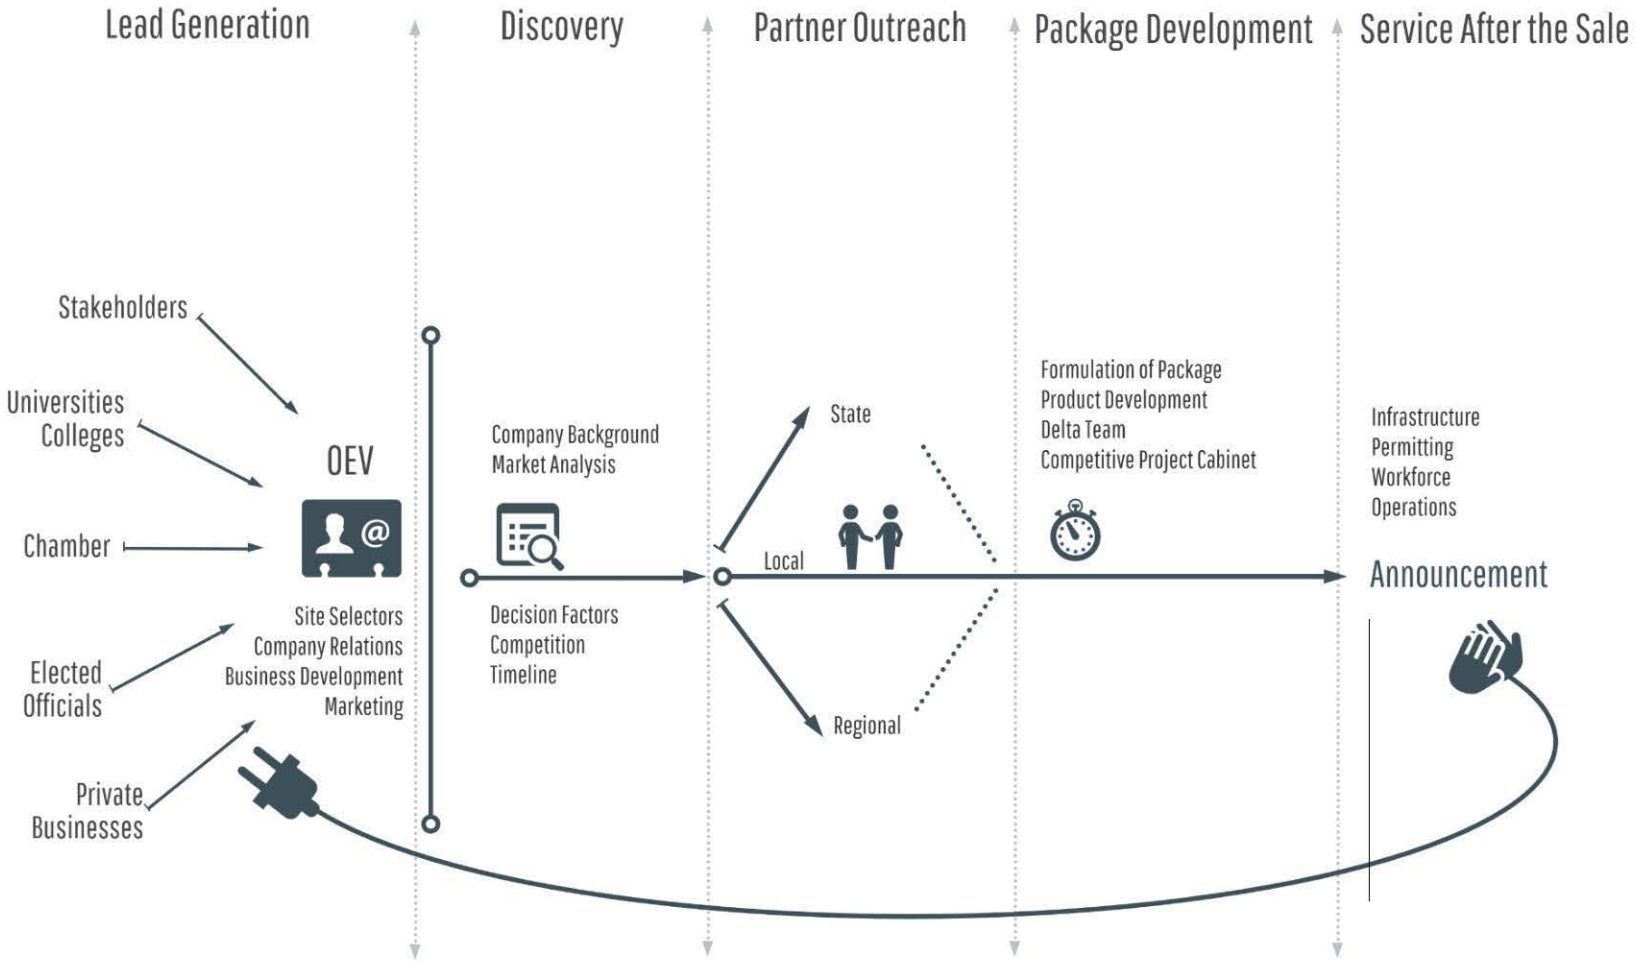 Lead Generation
Discovery
Partner Outreach
Package Development
Service After the Sale
Stakeholders
Universities
Colleges
Chamber
Elected
Officials
Private
Businesses
OEV
@
Site Selectors
Company Relations
Business Development
Marketing
Company Background
Market Analysis
Decision Factors
Competition
Timeline
State
Local
Regional
Formulation of Package
Product Development
Delta Team
Competitive Project Cabinet
Infrastructure
Permitting
Workforce
Operations
Announcement